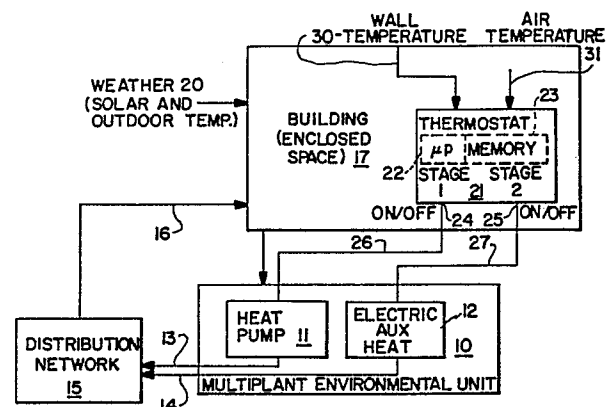 WALL
30-TEMPERATURE
AIR
TEMPERATURE
31
WEATHER 20
(SOLAR AND
OUTDOOR TEMP.)
BUILDING
(ENCLOSED
SPACE) 17
23
THERMOSTAT
22
µP MEMORY
STAGE STAGE
1 21 2
ON/OFF 24 25 ON/OFF
16
26
27
HEAT
PUMP 11
ELECTRIC
AUX
HEAT
12
10
MULTIPLANT ENVIRONMENTAL UNIT
13
14
DISTRIBUTION
NETWORK
15